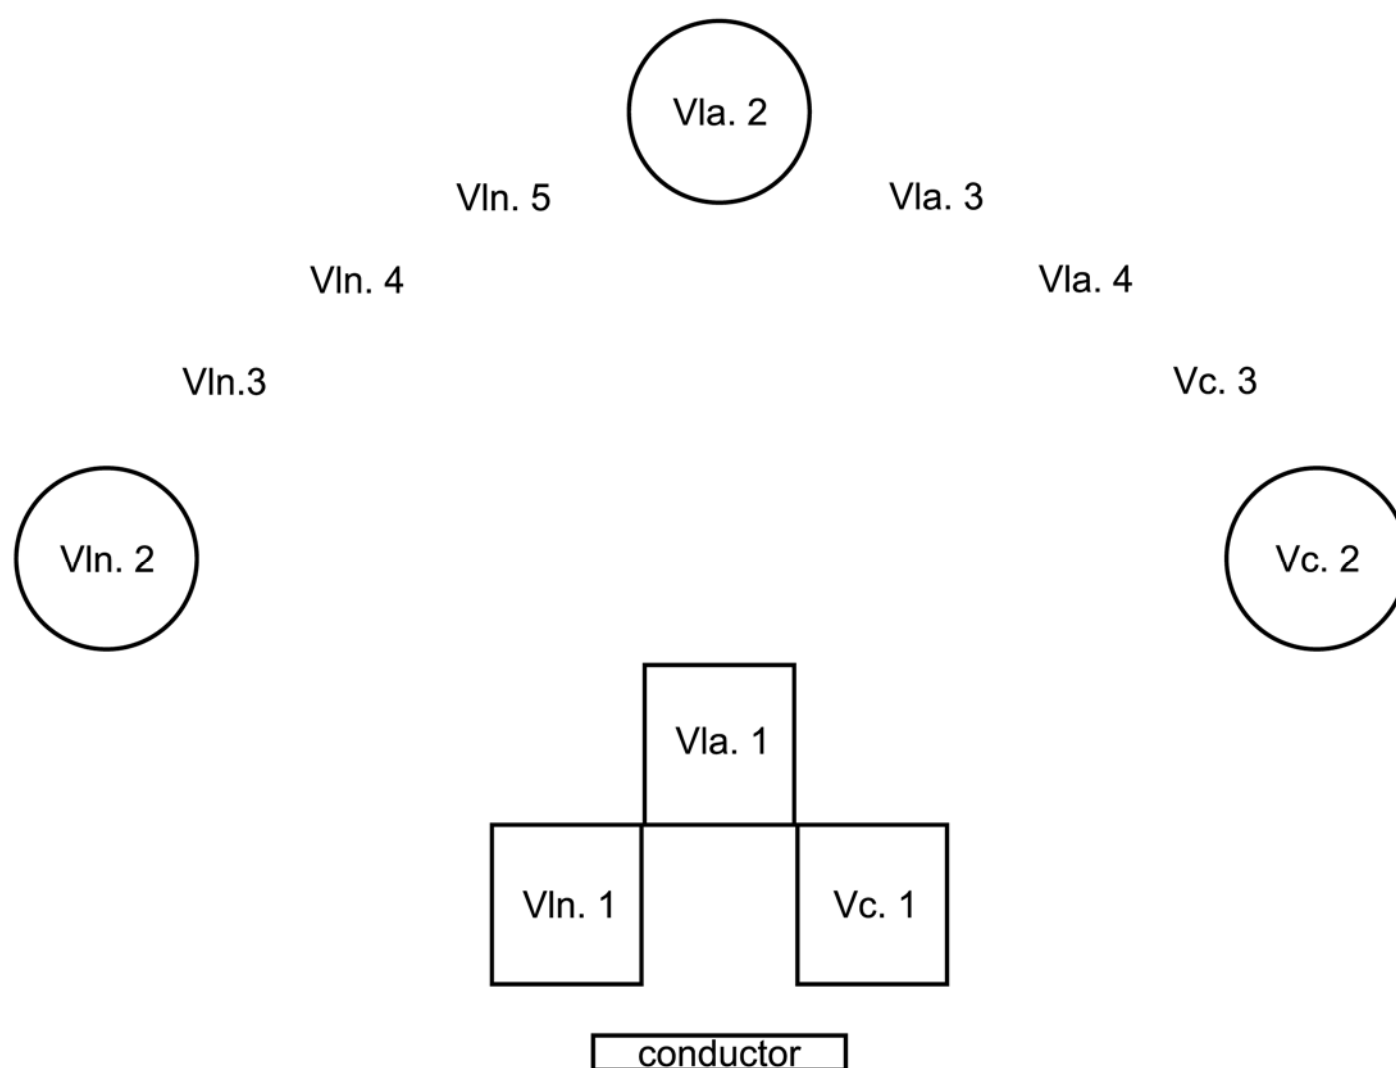 Vla. 2
Vln. 5
Vla. 3
Vln. 4
Vla. 4
Vln.3
Vc. 3
Vln. 2
Vc. 2
Vla. 1
Vln. 1
Vc. 1
conductor